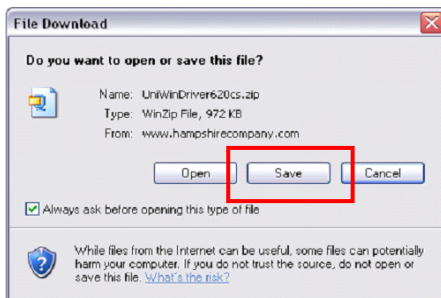 File Download
Do you want to open or save this file?
Name: UniWinDriver620cs.zip
Type: WinZip File, 972 KB
From: www.hampshirecompany.com
Open Save Cancel
Always ask before opening this type of file
While files from the Internet can be useful, some files can potentially
harm your computer. If you do not trust the source, do not open or
save this file. What's the risk?